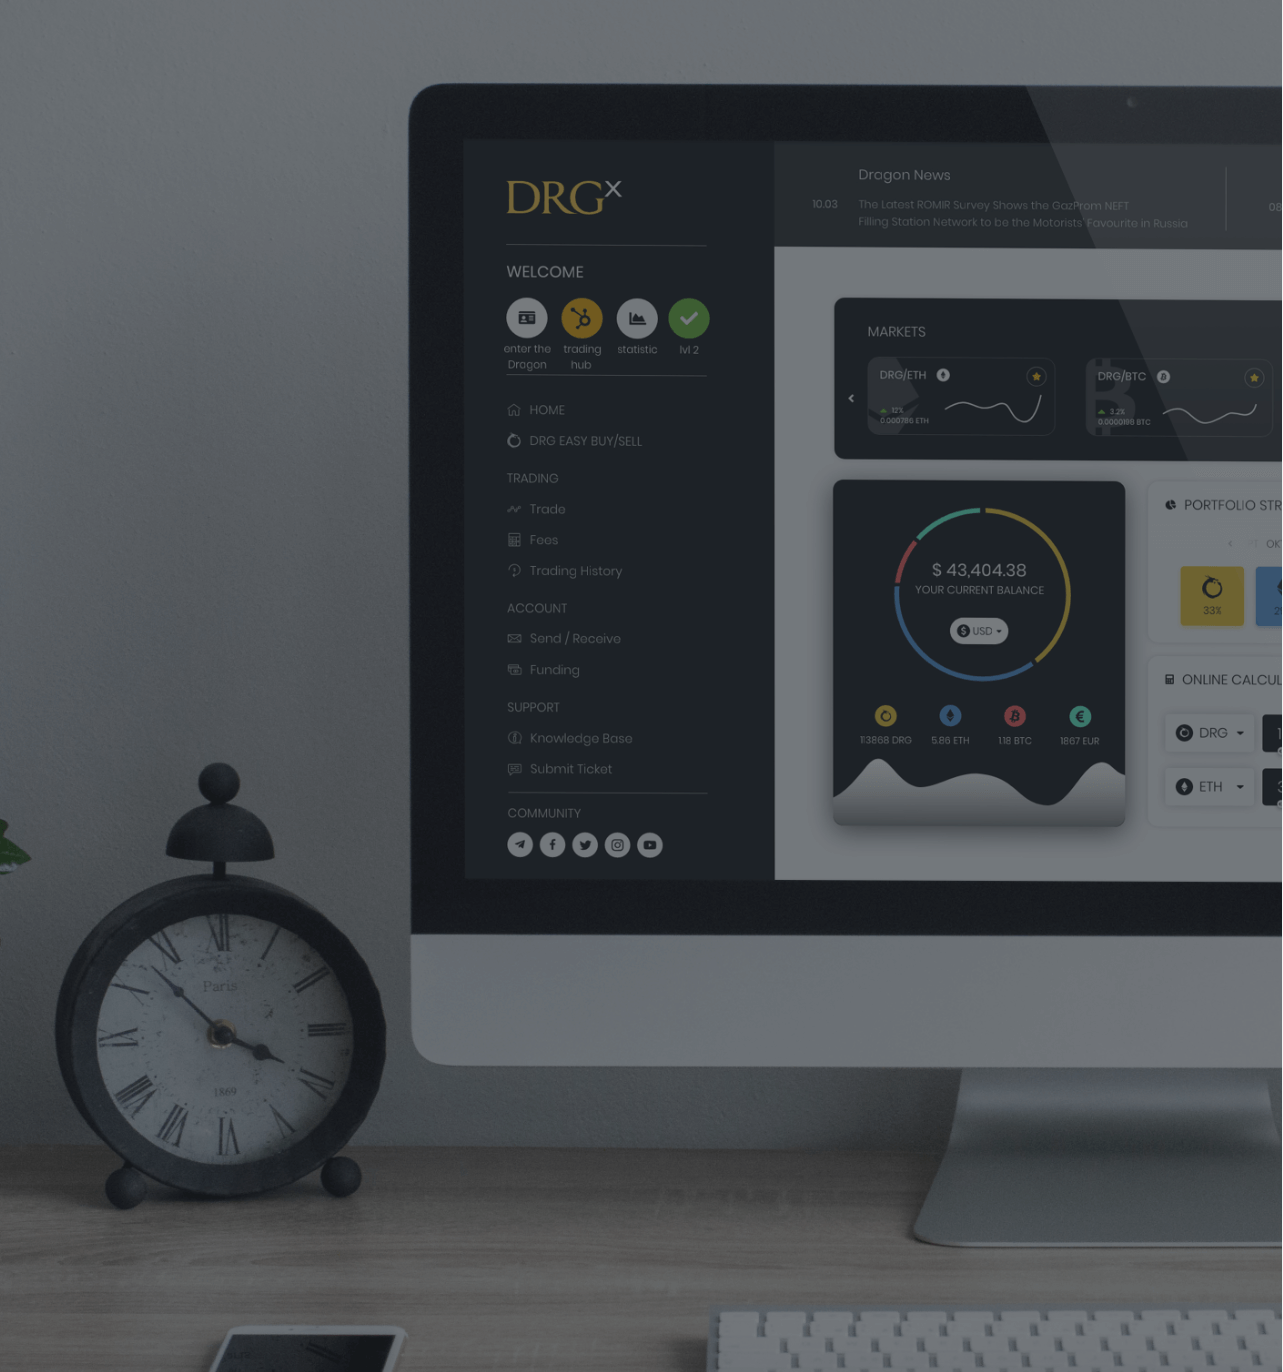 DRGX
WELCOME
enter the Dragon
trading hub
statistic
lvl 2
HOME
DRG EASY BUY/SELL
TRADING
Trade
Fees
Trading History
ACCOUNT
Send / Receive
Funding
SUPPORT
Knowledge Base
Submit Ticket
COMMUNITY
Dragon News
10.03
The Latest ROMIR Survey Shows the GazProm NEFT
Filling Station Network to be the Motorists' Favourite in Russia
08
MARKETS
DRG/ETH
12%
0.000786 ETH
DRG/BTC
3.2%
0.0000196 BTC
$ 43,404.38
YOUR CURRENT BALANCE
USD
113868 DRG
5.86 ETH
1.18 BTC
1867 EUR
PORTFOLIO STR
OK
33%
ONLINE CALCUL
DRG
ETH
Paris
1869